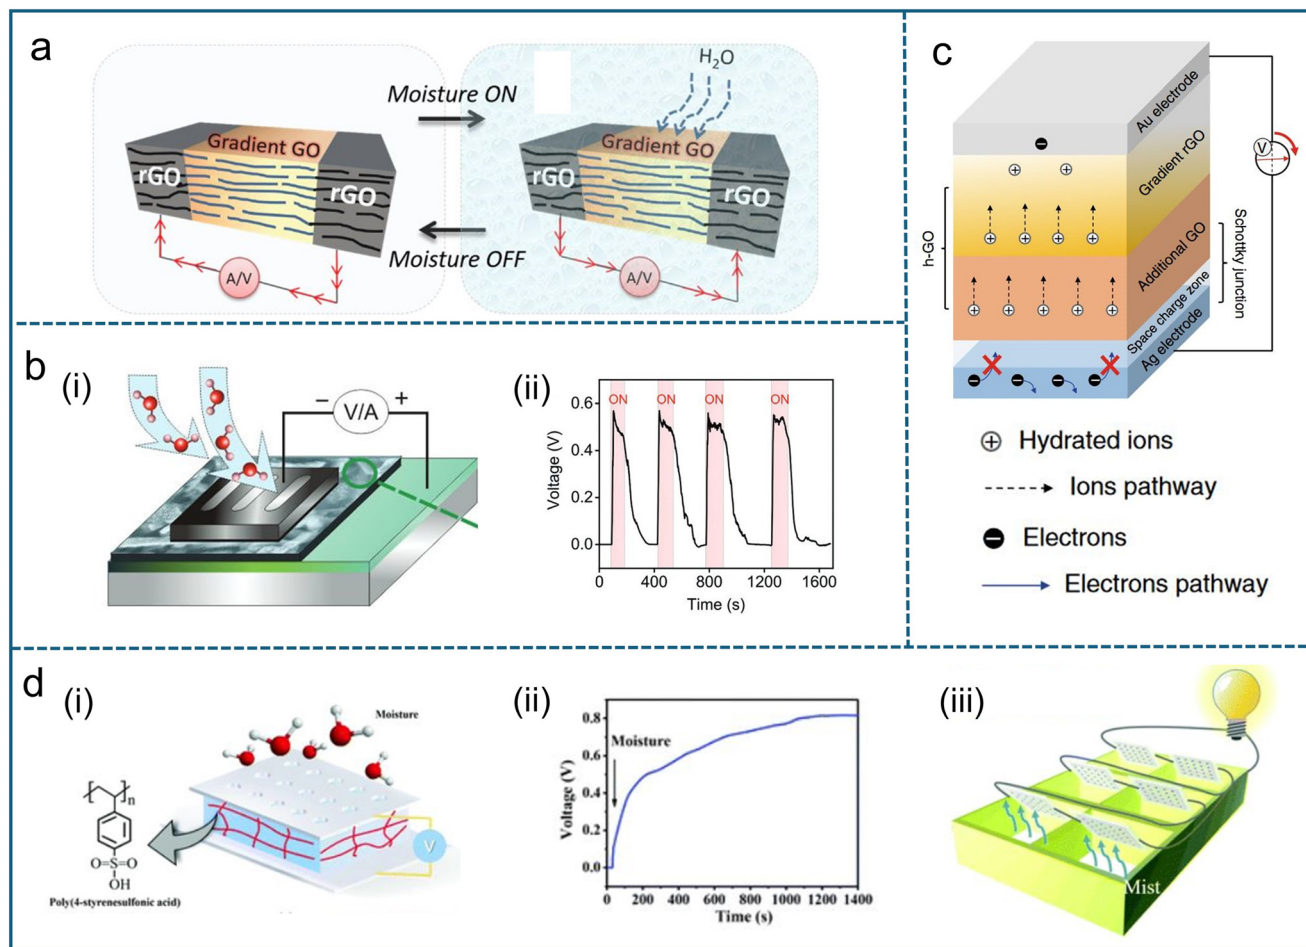 a
Moisture ON
Moisture OFF
Gradient GO
rGO
rGO
A/V
H₂O
Gradient GO
rGO
rGO
A/V
b
(i)
− V/A +
(ii)
ON ON ON ON
Voltage (V)
0.6
0.4
0.2
0.0
0 400 800 1200 1600
Time (s)
c
Au electrode
Gradient rGO
Additional GO
Space charge zone
Ag electrode
h-GO
Schottky junction
V
Hydrated ions
Ions pathway
Electrons
Electrons pathway
d
(i)
Moisture
V
n
O=S=O
OH
Poly(4-styrenesulfonic acid)
(ii)
Moisture
Voltage (V)
0.8
0.6
0.4
0.2
0.0
0 200 400 600 800 1000 1200 1400
Time (s)
(iii)
Mist